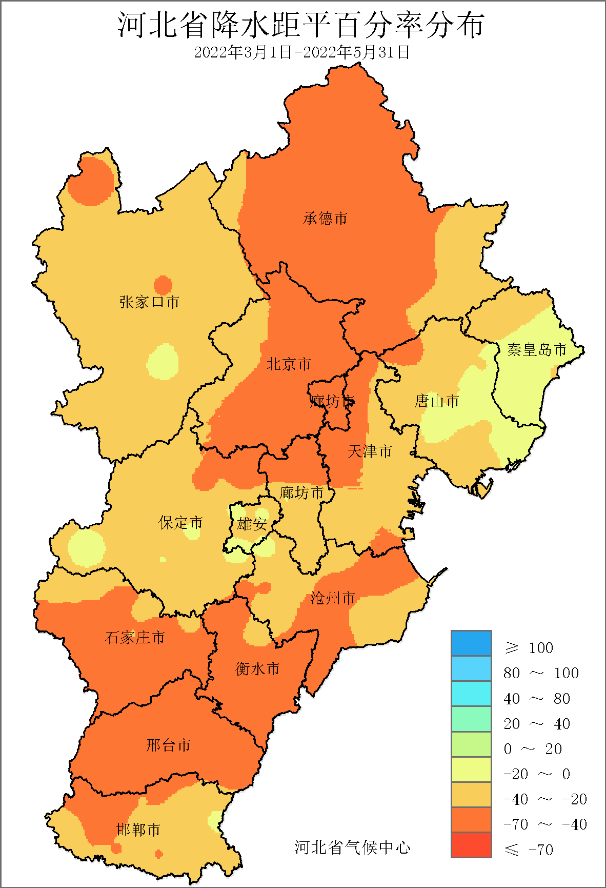 河北省降水距平百分率分布
2022年3月1日-2022年5月31日
承德市
张家口市
秦皇岛市
北京市
廊坊市
唐山市
天津市
廊坊市
保定市
雄安
沧州市
石家庄市
衡水市
邢台市
邯郸市
河北省气候中心
≥ 100
80 ～ 100
40 ～ 80
20 ～ 40
0 ～ 20
-20 ～ 0
40 ～ -20
-70 ～ -40
≤ -70